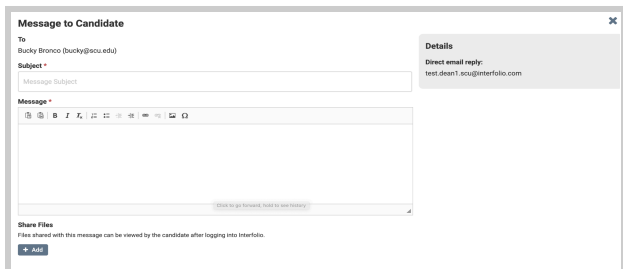 Message to Candidate
To
Bucky Bronco (bucky@scu.edu)
Subject *
Message Subject
Message *
B I Tx Ω
Click to go forward, hold to see history
Share Files
Files shared with this message can be viewed by the candidate after logging into Interfolio.
+ Add
Details
Direct email reply:
test.dean1.scu@interfolio.com